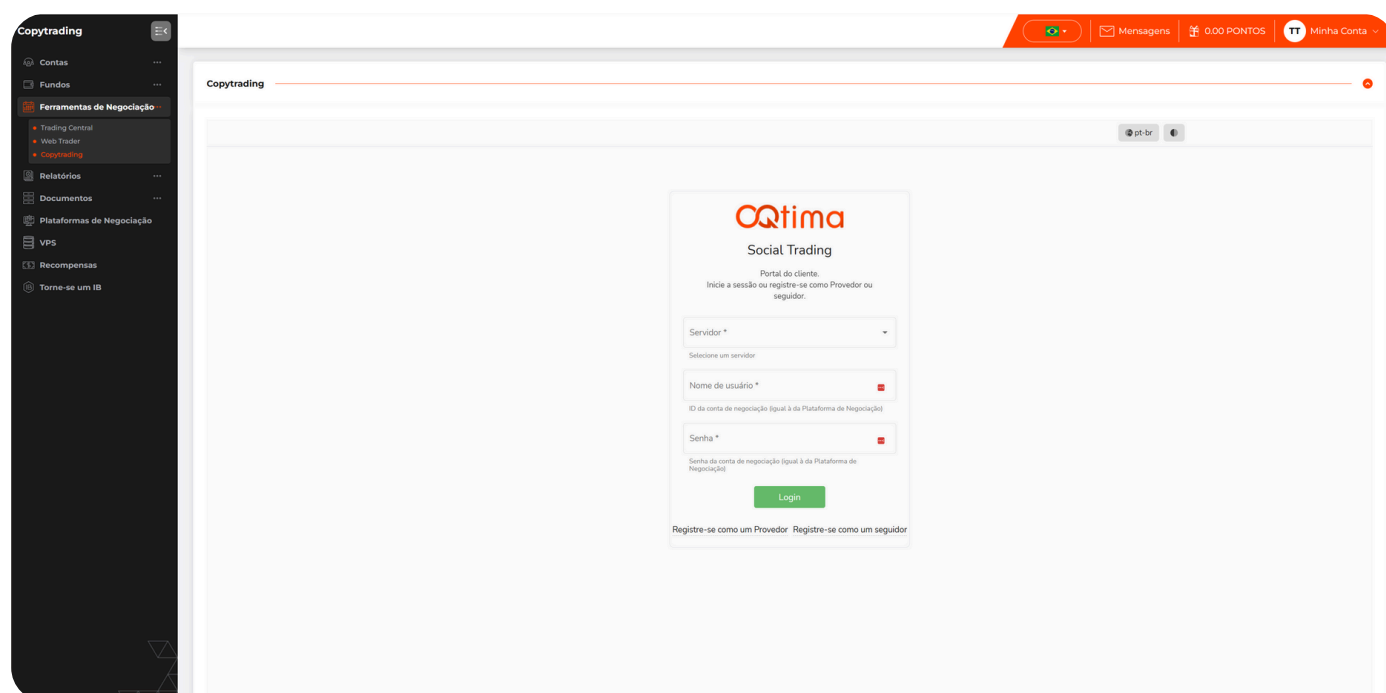 Copytrading
Mensagens
0.00 PONTOS
TT
Minha Conta
Contas
Fundos
Ferramentas de Negociação
Trading Central
Web Trader
Copytrading
Relatórios
Documentos
Plataformas de Negociação
VPS
Recompensas
Torne-se um IB
Copytrading
pt-br
OQtima
Social Trading
Portal do cliente.
Inicie a sessão ou registre-se como Provedor ou
seguidor.
Servidor *
Selecione um servidor
Nome de usuário *
ID da conta de negociação (igual à da Plataforma de Negociação)
Senha *
Senha da conta de negociação (igual à da Plataforma de
Negociação)
Login
Registre-se como um Provedor Registre-se como um seguidor